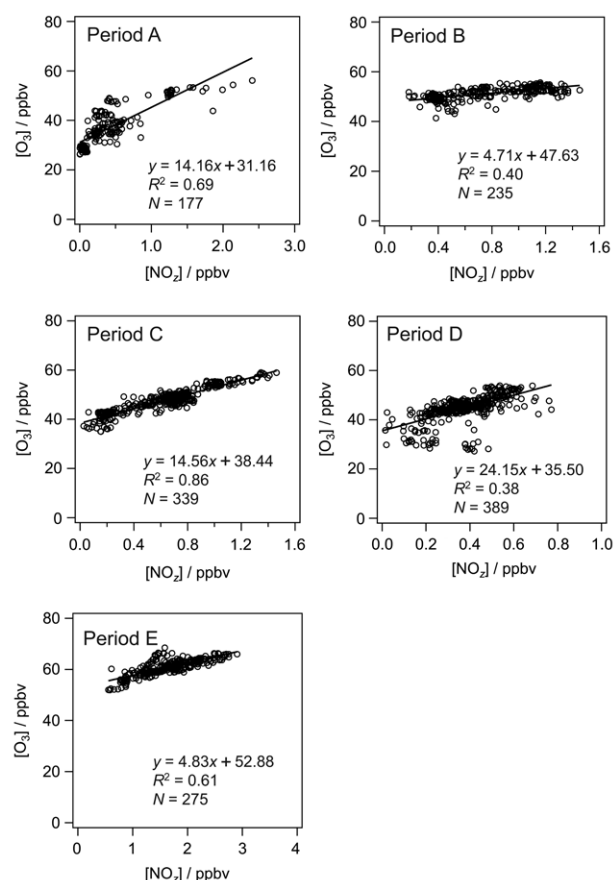 Period A
[O3] / ppbv
80
60
40
20
0
y = 14.16x + 31.16
R² = 0.69
N = 177
0.0 1.0 2.0 3.0
[NOz] / ppbv
Period B
[O3] / ppbv
80
60
40
20
0
y = 4.71x + 47.63
R² = 0.40
N = 235
0.0 0.4 0.8 1.2 1.6
[NOz] / ppbv
Period C
[O3] / ppbv
80
60
40
20
0
y = 14.56x + 38.44
R² = 0.86
N = 339
0.0 0.4 0.8 1.2 1.6
[NOz] / ppbv
Period D
[O3] / ppbv
80
60
40
20
0
y = 24.15x + 35.50
R² = 0.38
N = 389
0.0 0.2 0.4 0.6 0.8 1.0
[NOz] / ppbv
Period E
[O3] / ppbv
80
60
40
20
0
y = 4.83x + 52.88
R² = 0.61
N = 275
0 1 2 3 4
[NOz] / ppbv